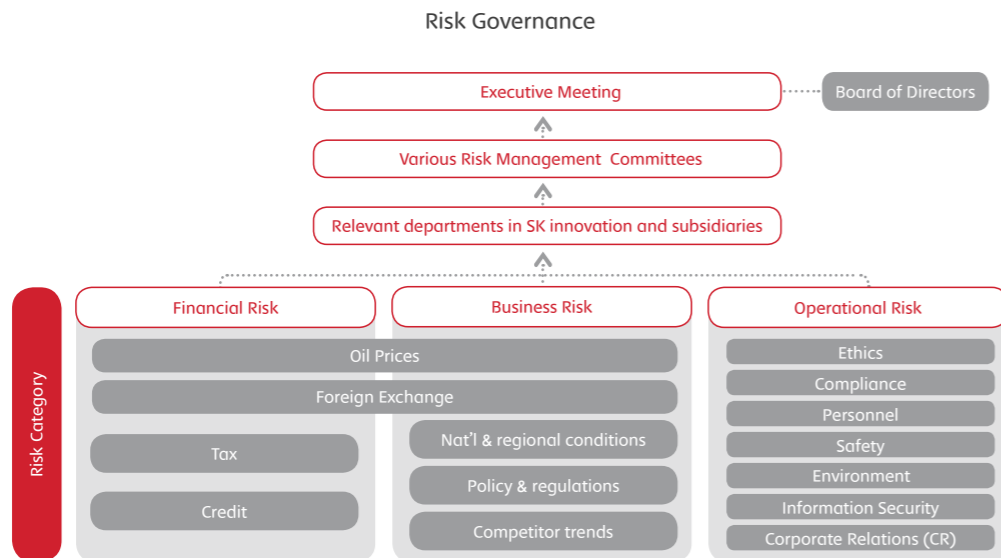 Risk Governance
Executive Meeting
Board of Directors
Various Risk Management Committees
Relevant departments in SK innovation and subsidiaries
Risk Category
Financial Risk
Business Risk
Operational Risk
Oil Prices
Foreign Exchange
Tax
Credit
Nat'l & regional conditions
Policy & regulations
Competitor trends
Ethics
Compliance
Personnel
Safety
Environment
Information Security
Corporate Relations (CR)